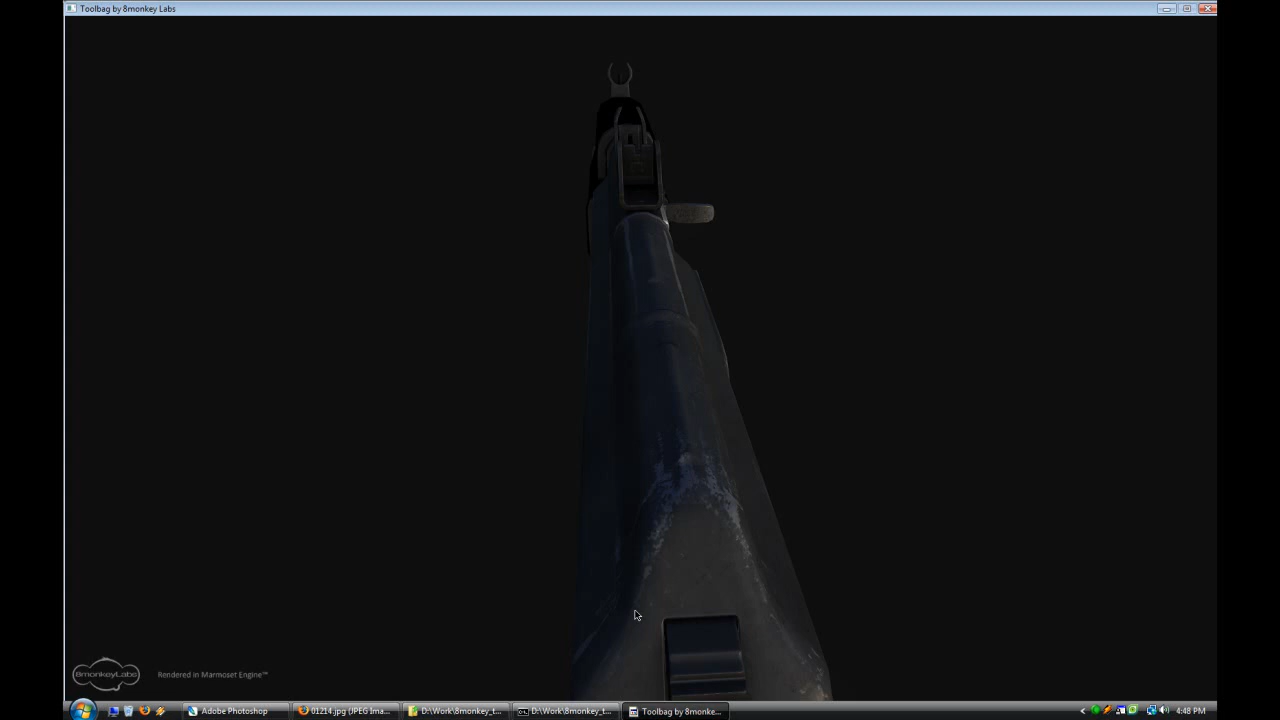 Toolbag by 8monkey Labs
8monkeyLabs
Rendered in Marmoset Engine™
Adobe Photoshop
01214.jpg (JPEG Ima...
D:\Work\8monkey_t...
D:\Work\8monkey_t...
Toolbag by 8monke...
4:48 PM